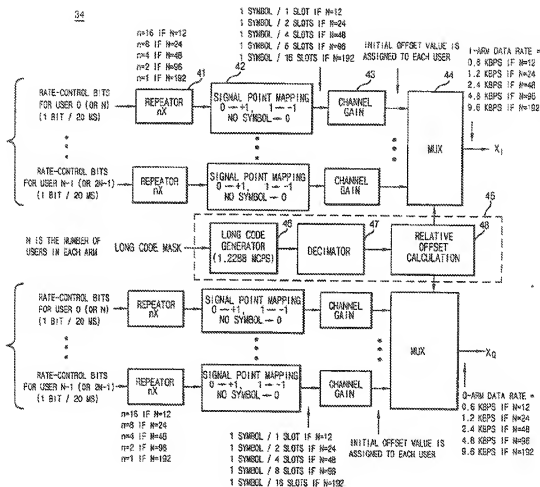 34
n=16 IF N=12
n=8 IF N=24
n=4 IF N=48
n=2 IF N=96
n=1 IF N=192
1 SYMBOL / 1 SLOT IF N=12
1 SYMBOL / 2 SLOTS IF N=24
1 SYMBOL / 4 SLOTS IF N=48
1 SYMBOL / 8 SLOTS IF N=96
1 SYMBOL / 16 SLOTS IF N=192
INITIAL OFFSET VALUE IS
ASSIGNED TO EACH USER
I-ARM DATA RATE =
0.6 KBPS IF N=12
1.2 KBPS IF N=24
2.4 KBPS IF N=48
4.8 KBPS IF N=96
9.6 KBPS IF N=192
41
42
43
44
RATE-CONTROL BITS
FOR USER 0 (OR N)
(1 BIT / 20 MS)
REPEATOR
nX
SIGNAL POINT MAPPING
0→+1, 1→-1
NO SYMBOL→0
CHANNEL
GAIN
MUX
XI
RATE-CONTROL BITS
FOR USER N-1 (OR 2N-1)
(1 BIT / 20 MS)
REPEATOR
nX
SIGNAL POINT MAPPING
0→+1, 1→-1
NO SYMBOL→0
CHANNEL
GAIN
45
N IS THE NUMBER OF
USERS IN EACH ARM
LONG CODE MASK
46
LONG CODE
GENERATOR
(1.2288 MCPS)
47
DECIMATOR
48
RELATIVE
OFFSET
CALCULATION
RATE-CONTROL BITS
FOR USER 0 (OR N)
(1 BIT / 20 MS)
REPEATOR
nX
SIGNAL POINT MAPPING
0→+1, 1→-1
NO SYMBOL→0
CHANNEL
GAIN
MUX
XQ
RATE-CONTROL BITS
FOR USER N-1 (OR 2N-1)
(1 BIT / 20 MS)
REPEATOR
nX
SIGNAL POINT MAPPING
0→+1, 1→-1
NO SYMBOL→0
CHANNEL
GAIN
n=16 IF N=12
n=8 IF N=24
n=4 IF N=48
n=2 IF N=96
n=1 IF N=192
1 SYMBOL / 1 SLOT IF N=12
1 SYMBOL / 2 SLOTS IF N=24
1 SYMBOL / 4 SLOTS IF N=48
1 SYMBOL / 8 SLOTS IF N=96
1 SYMBOL / 16 SLOTS IF N=192
INITIAL OFFSET VALUE IS
ASSIGNED TO EACH USER
Q-ARM DATA RATE =
0.6 KBPS IF N=12
1.2 KBPS IF N=24
2.4 KBPS IF N=48
4.8 KBPS IF N=96
9.6 KBPS IF N=192